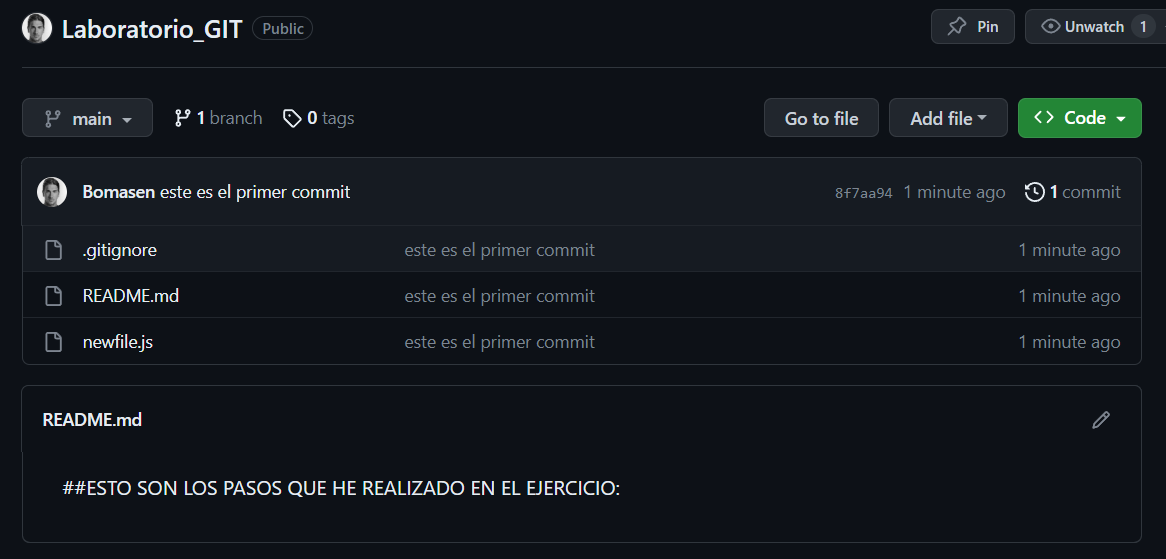 Laboratorio_GIT Public Pin Unwatch 1
main 1 branch 0 tags Go to file Add file Code
Bomasen este es el primer commit 8f7aa94 1 minute ago 1 commit
.gitignore este es el primer commit 1 minute ago
README.md este es el primer commit 1 minute ago
newfile.js este es el primer commit 1 minute ago
README.md
##ESTO SON LOS PASOS QUE HE REALIZADO EN EL EJERCICIO: